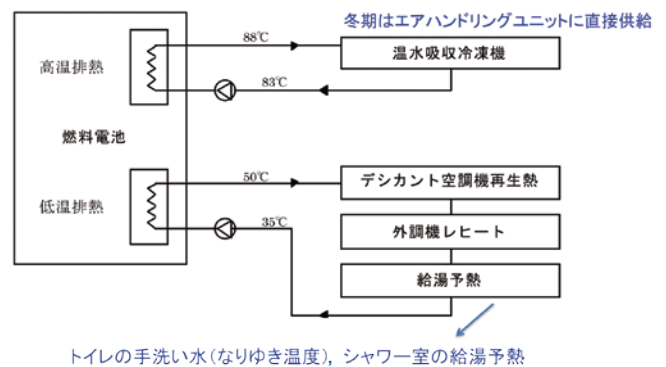 冬期はエアハンドリングユニットに直接供給
88℃
温水吸収冷凍機
高温排熱
83℃
燃料電池
50℃
デシカント空調機再生熱
低温排熱
35℃
外調機レヒート
給湯予熱
トイレの手洗い水(なりゆき温度), シャワー室の給湯予熱